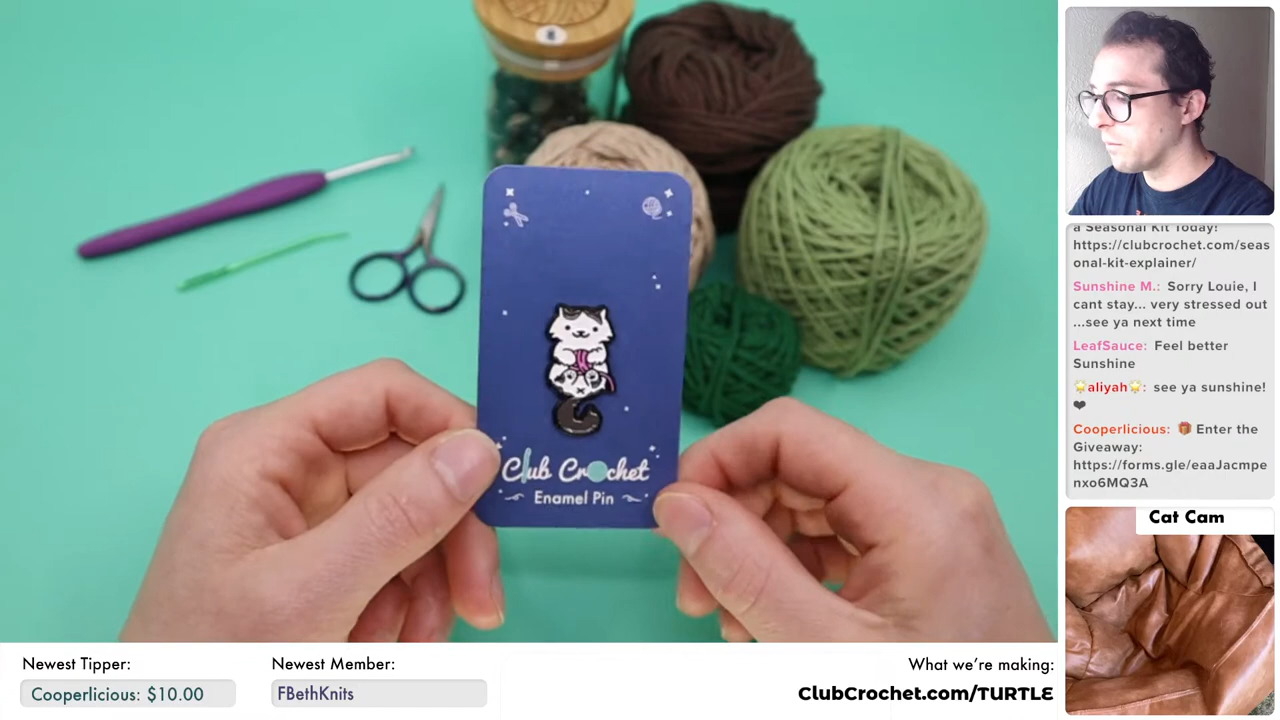 8
Club Crochet
Enamel Pin
a Seasonal Kit Today!
https://clubcrochet.com/seas
onal-kit-explainer/
Sunshine M.: Sorry Louie, I
cant stay... very stressed out
...see ya next time
LeafSauce: Feel better
Sunshine
🌟aliyah🌟: see ya sunshine!
❤
Cooperlicious: 🎁 Enter the
Giveaway:
https://forms.gle/eaaJacmpe
nxo6MQ3A
Cat Cam
Newest Tipper:
Cooperlicious: $10.00
Newest Member:
FBethKnits
What we're making:
ClubCrochet.com/TURTLE